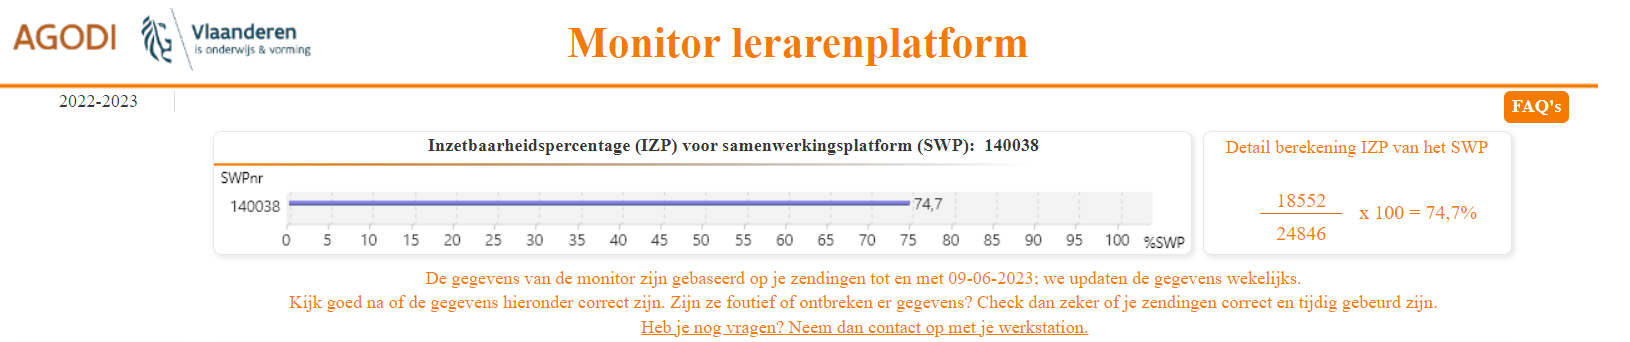 AGODI
Vlaanderen
is onderwijs & vorming
Monitor lerarenplatform
2022-2023
FAQ's
Inzetbaarheidspercentage (IZP) voor samenwerkingsplatform (SWP): 140038
SWPnr
140038
74,7
0 5 10 15 20 25 30 35 40 45 50 55 60 65 70 75 80 85 90 95 100 %SWP
Detail berekening IZP van het SWP
18552
24846
x 100 = 74,7%
De gegevens van de monitor zijn gebaseerd op je zendingen tot en met 09-06-2023; we updaten de gegevens wekelijks.
Kijk goed na of de gegevens hieronder correct zijn. Zijn ze foutief of ontbreken er gegevens? Check dan zeker of je zendingen correct en tijdig gebeurd zijn.
Heb je nog vragen? Neem dan contact op met je werkstation.